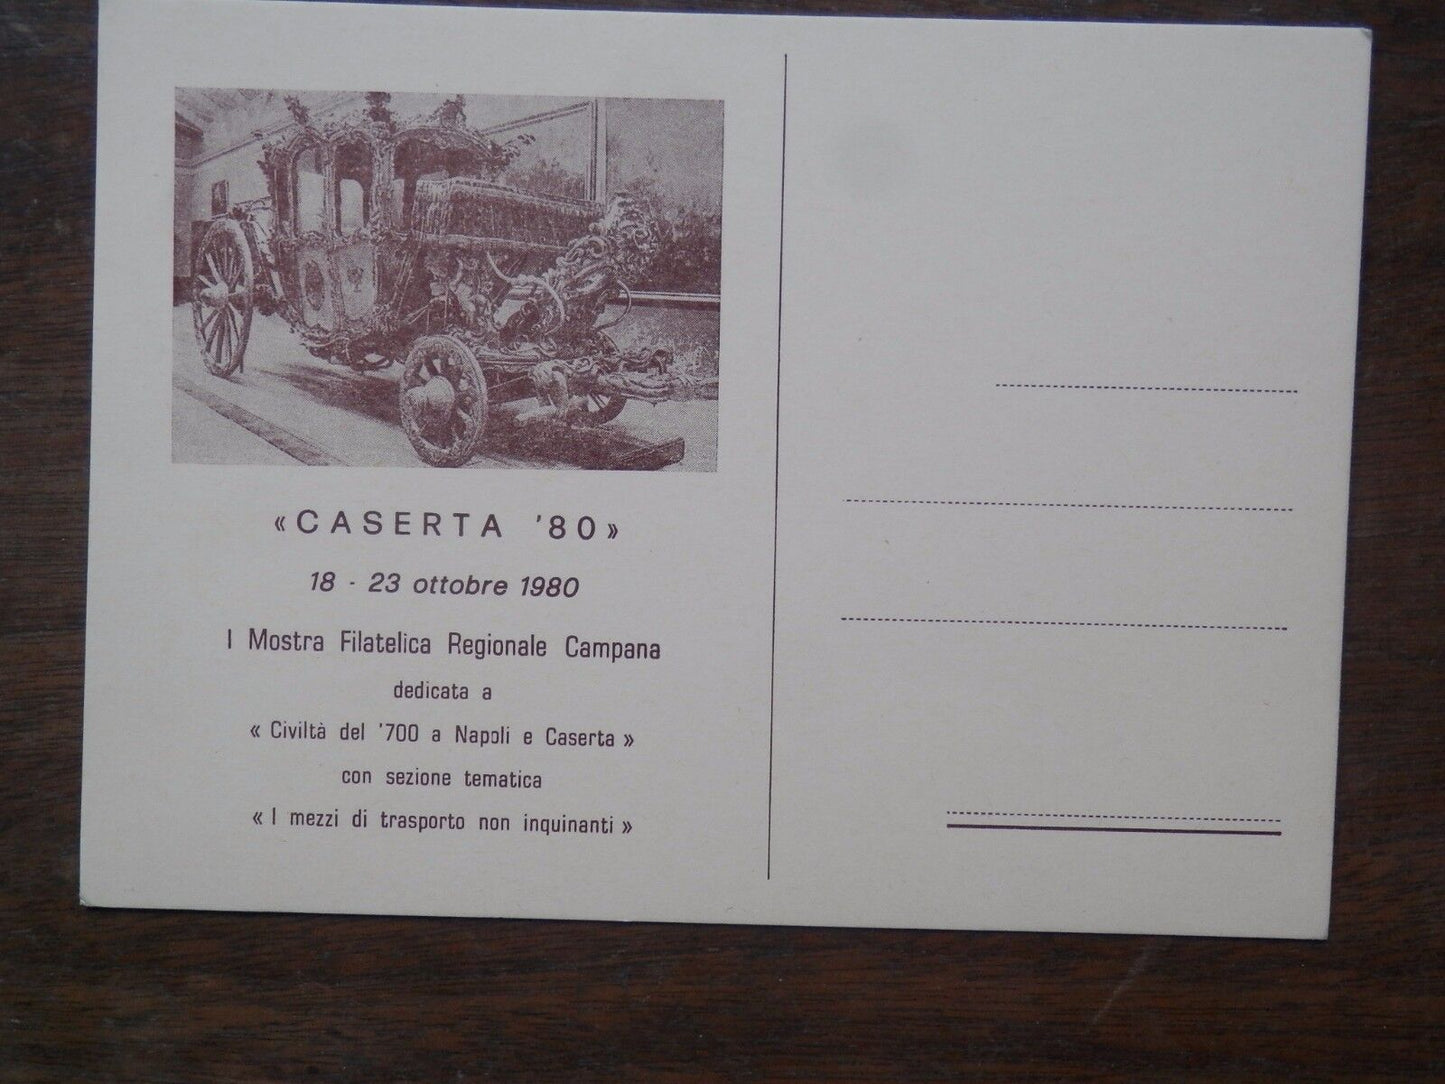 « CASERTA '80 »
18 - 23 ottobre 1980
I Mostra Filatelica Regionale Campana
dedicata a
« Civiltà del '700 a Napoli e Caserta »
con sezione tematica
« I mezzi di trasporto non inquinanti »